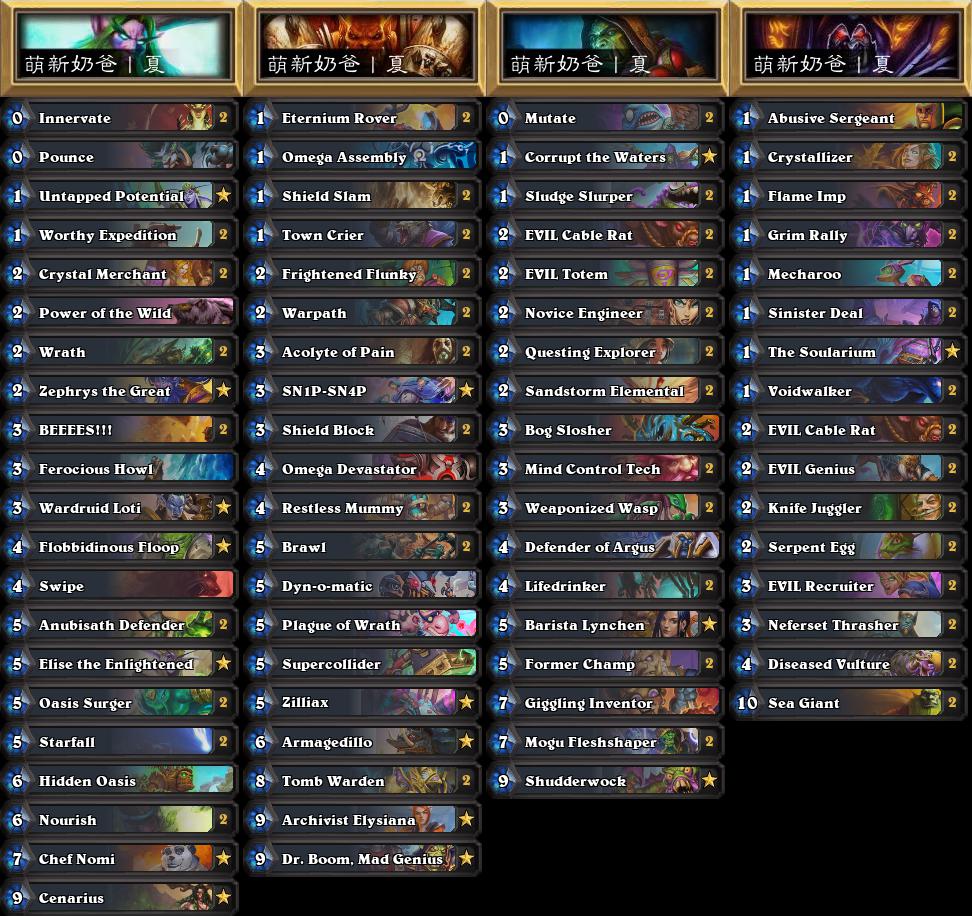 萌新奶爸丨夏
0 Innervate 2
0 Pounce
1 Untapped Potential
1 Worthy Expedition 2
2 Crystal Merchant 2
2 Power of the Wild
2 Wrath 2
2 Zephrys the Great
3 BEEEES!!! 2
3 Ferocious Howl
3 Wardruid Loti
4 Flobbidinous Floop
4 Swipe
5 Anubisath Defender 2
5 Elise the Enlightened
5 Oasis Surger 2
5 Starfall 2
6 Hidden Oasis
6 Nourish 2
7 Chef Nomi
9 Cenarius
萌新奶爸丨夏
1 Eternium Rover 2
1 Omega Assembly
1 Shield Slam 2
1 Town Crier 2
2 Frightened Flunky 2
2 Warpath 2
3 Acolyte of Pain 2
3 SN1P-SN4P
3 Shield Block 2
4 Omega Devastator 2
4 Restless Mummy 2
5 Brawl 2
5 Dyn-o-matic
5 Plague of Wrath
5 Supercollider
5 Zilliax
6 Armagedillo
8 Tomb Warden 2
9 Archivist Elysiana
9 Dr. Boom, Mad Genius
萌新奶爸丨夏
0 Mutate 2
1 Corrupt the Waters
1 Sludge Slurper 2
2 EVIL Cable Rat 2
2 EVIL Totem 2
2 Novice Engineer 2
2 Questing Explorer 2
2 Sandstorm Elemental 2
3 Bog Slosher
3 Mind Control Tech 2
3 Weaponized Wasp 2
4 Defender of Argus
4 Lifedrinker 2
5 Barista Lynchen
5 Former Champ 2
7 Giggling Inventor
7 Mogu Fleshshaper 2
9 Shudderwock
萌新奶爸丨夏
1 Abusive Sergeant
1 Crystallizer 2
1 Flame Imp 2
1 Grim Rally 2
1 Mecharoo 2
1 Sinister Deal 2
1 The Soularium
1 Voidwalker 2
2 EVIL Cable Rat 2
2 EVIL Genius 2
2 Knife Juggler 2
2 Serpent Egg 2
3 EVIL Recruiter 2
3 Neferset Thrasher 2
4 Diseased Vulture 2
10 Sea Giant 2